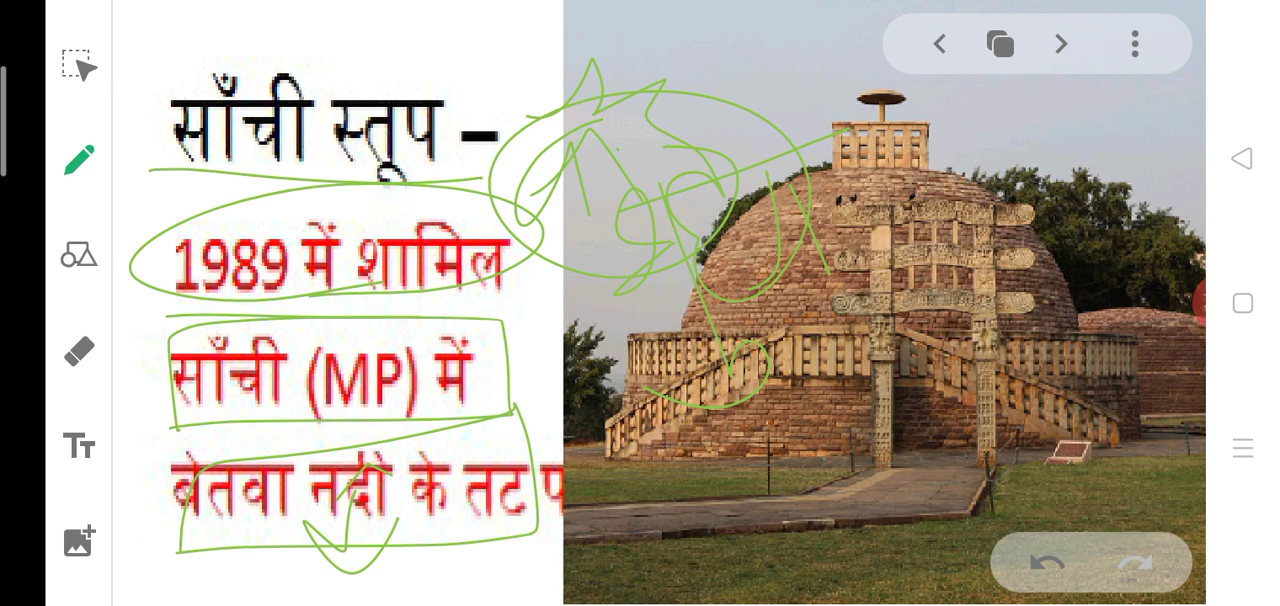 साँची स्तूप –
1989 में शामिल
साँची (MP) में
बेतवा नदी के तट